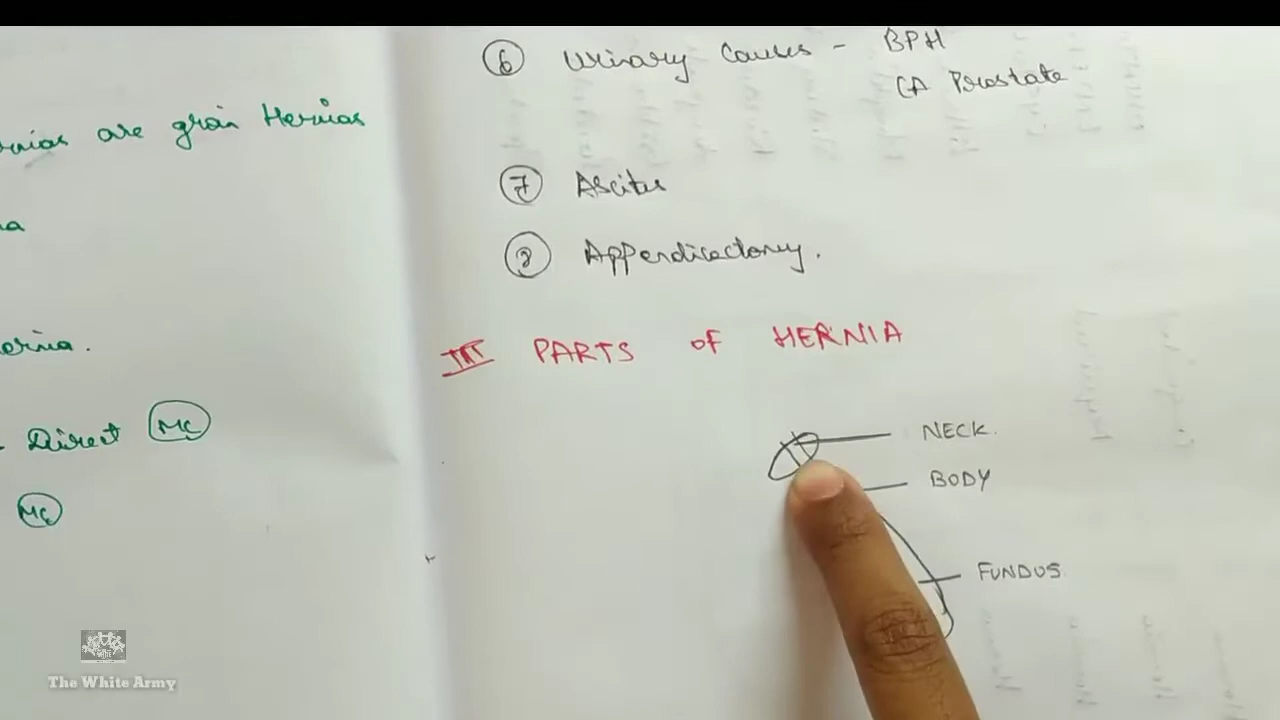 rnias are groin Hernias
na
ernia.
- Direct MC
MC
6 Urinary Causes - BPH
CA Prostate
7 Ascites
8 Appendicectomy.
III PARTS of HERNIA
NECK.
BODY
FUNDUS
The White Army